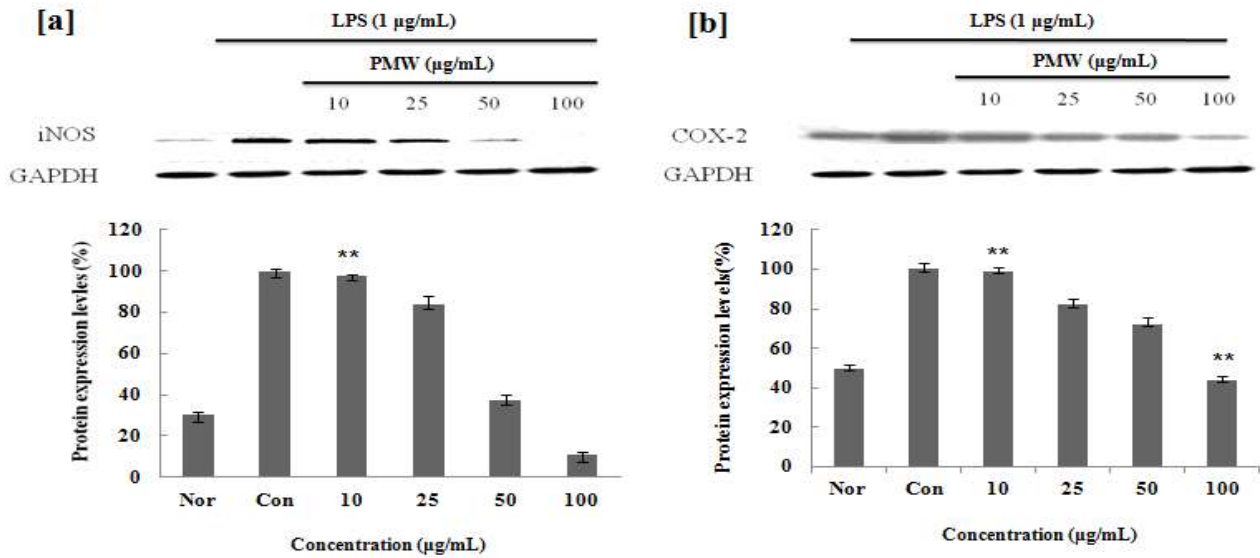 [a]
LPS (1 µg/mL)
PMW (µg/mL)
10 25 50 100
iNOS
GAPDH
Protein expression levles (%)
120
100
80
60
40
20
0
**
Nor Con 10 25 50 100
Concentration (µg/mL)
[b]
LPS (1 µg/mL)
PMW (µg/mL)
10 25 50 100
COX-2
GAPDH
Protein expression levels(%)
120
100
80
60
40
20
0
**
**
Nor Con 10 25 50 100
Concentration (µg/mL)